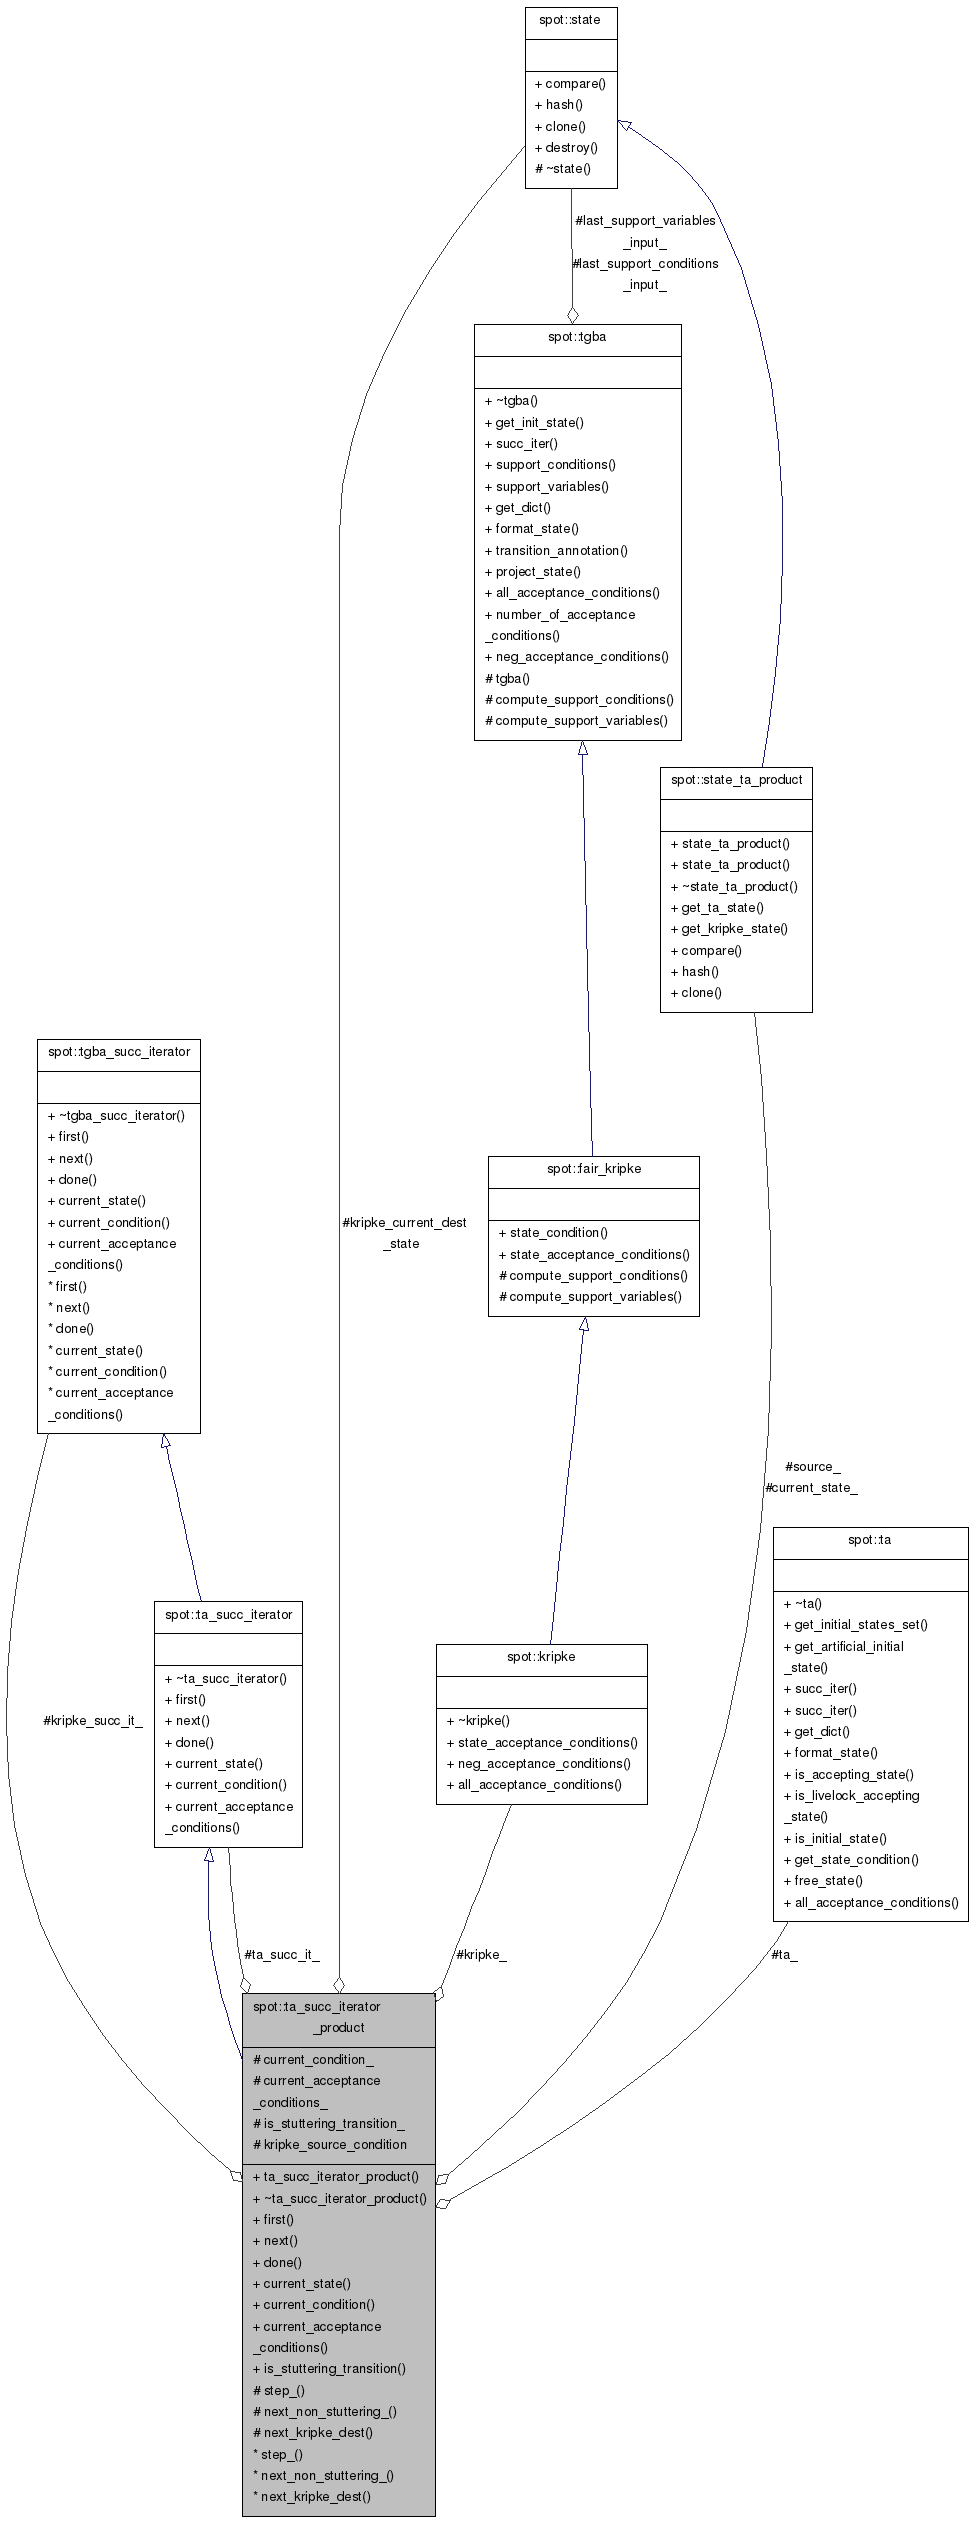 spot::state
+ compare()
+ hash()
+ clone()
+ destroy()
# ~state()
#last_support_variables
_input_
#last_support_conditions
_input_
spot::tgba
+ ~tgba()
+ get_init_state()
+ succ_iter()
+ support_conditions()
+ support_variables()
+ get_dict()
+ format_state()
+ transition_annotation()
+ project_state()
+ all_acceptance_conditions()
+ number_of_acceptance
_conditions()
+ neg_acceptance_conditions()
# tgba()
# compute_support_conditions()
# compute_support_variables()
spot::state_ta_product
+ state_ta_product()
+ state_ta_product()
+ ~state_ta_product()
+ get_ta_state()
+ get_kripke_state()
+ compare()
+ hash()
+ clone()
spot::tgba_succ_iterator
+ ~tgba_succ_iterator()
+ first()
+ next()
+ done()
+ current_state()
+ current_condition()
+ current_acceptance
_conditions()
* first()
* next()
* done()
* current_state()
* current_condition()
* current_acceptance
_conditions()
#kripke_current_dest
_state
spot::fair_kripke
+ state_condition()
+ state_acceptance_conditions()
# compute_support_conditions()
# compute_support_variables()
#source_
#current_state_
spot::ta
+ ~ta()
+ get_initial_states_set()
+ get_artificial_initial
_state()
+ succ_iter()
+ succ_iter()
+ get_dict()
+ format_state()
+ is_accepting_state()
+ is_livelock_accepting
_state()
+ is_initial_state()
+ get_state_condition()
+ free_state()
+ all_acceptance_conditions()
#kripke_succ_it_
spot::ta_succ_iterator
+ ~ta_succ_iterator()
+ first()
+ next()
+ done()
+ current_state()
+ current_condition()
+ current_acceptance
_conditions()
spot::kripke
+ ~kripke()
+ state_acceptance_conditions()
+ neg_acceptance_conditions()
+ all_acceptance_conditions()
#ta_succ_it_
#kripke_
#ta_
spot::ta_succ_iterator
_product
# current_condition_
# current_acceptance
_conditions_
# is_stuttering_transition_
# kripke_source_condition
+ ta_succ_iterator_product()
+ ~ta_succ_iterator_product()
+ first()
+ next()
+ done()
+ current_state()
+ current_condition()
+ current_acceptance
_conditions()
+ is_stuttering_transition()
# step_()
# next_non_stuttering_()
# next_kripke_dest()
* step_()
* next_non_stuttering_()
* next_kripke_dest()